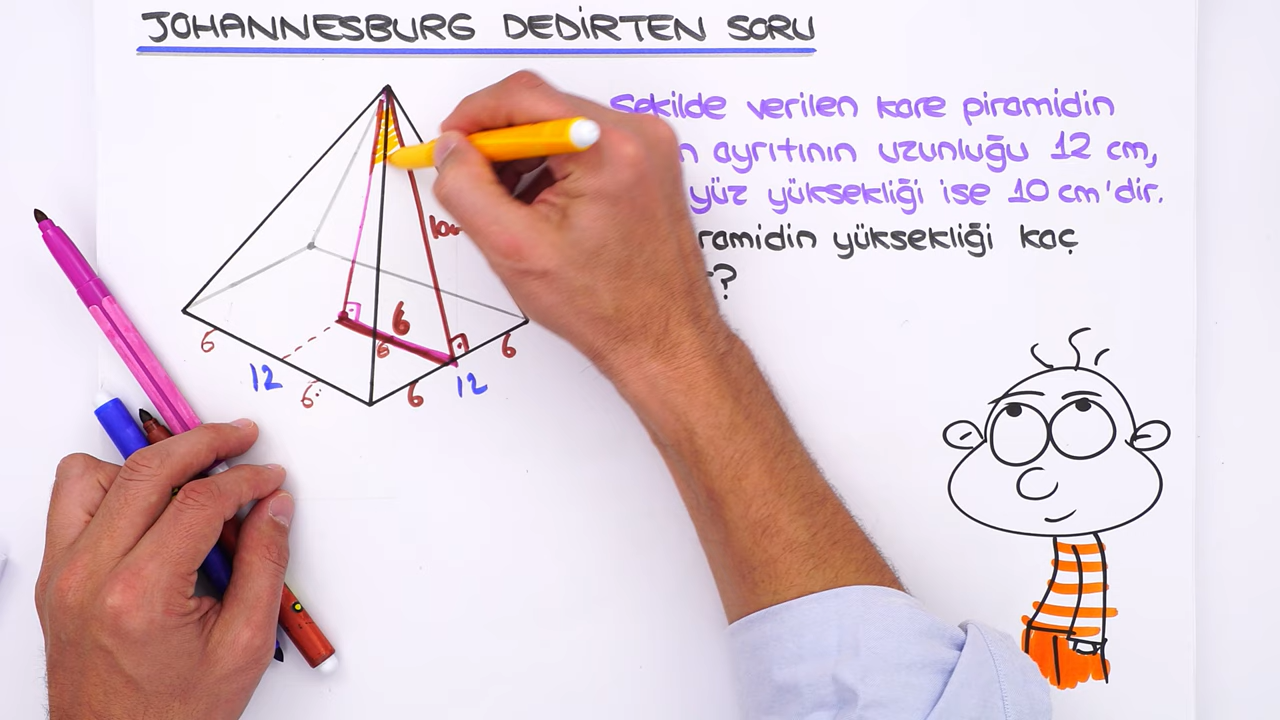 JOHANNESBURG DEDİRTEN SORU
Şekilde verilen kare piramidin
ayrıtının uzunluğu 12 cm,
yüz yüksekliği ise 10 cm'dir.
kaç
yüksekliği
?
6
6
6
6
12
6
6
12